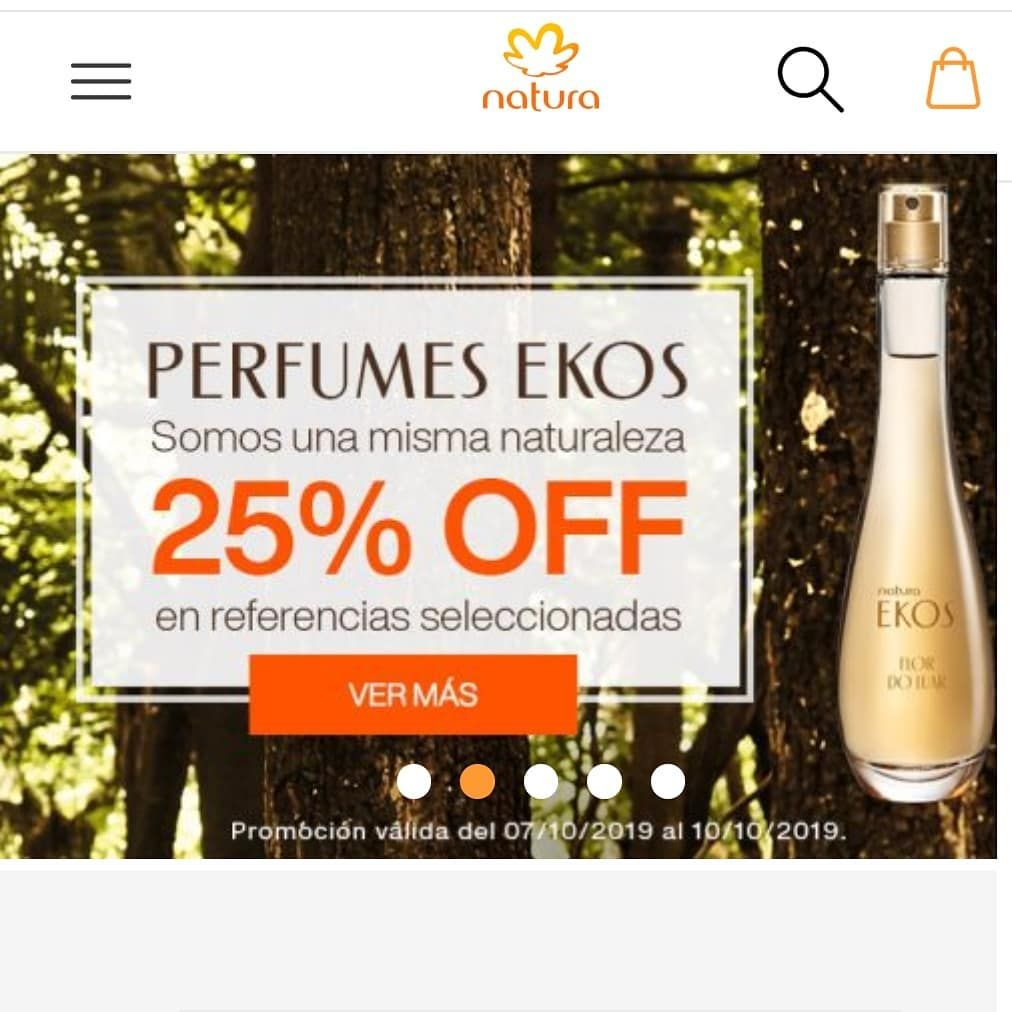 natura
PERFUMES EKOS
Somos una misma naturaleza
25% OFF
en referencias seleccionadas
VER MÁS
natura
EKOS
FLOR
DO LUAR
Promoción válida del 07/10/2019 al 10/10/2019.